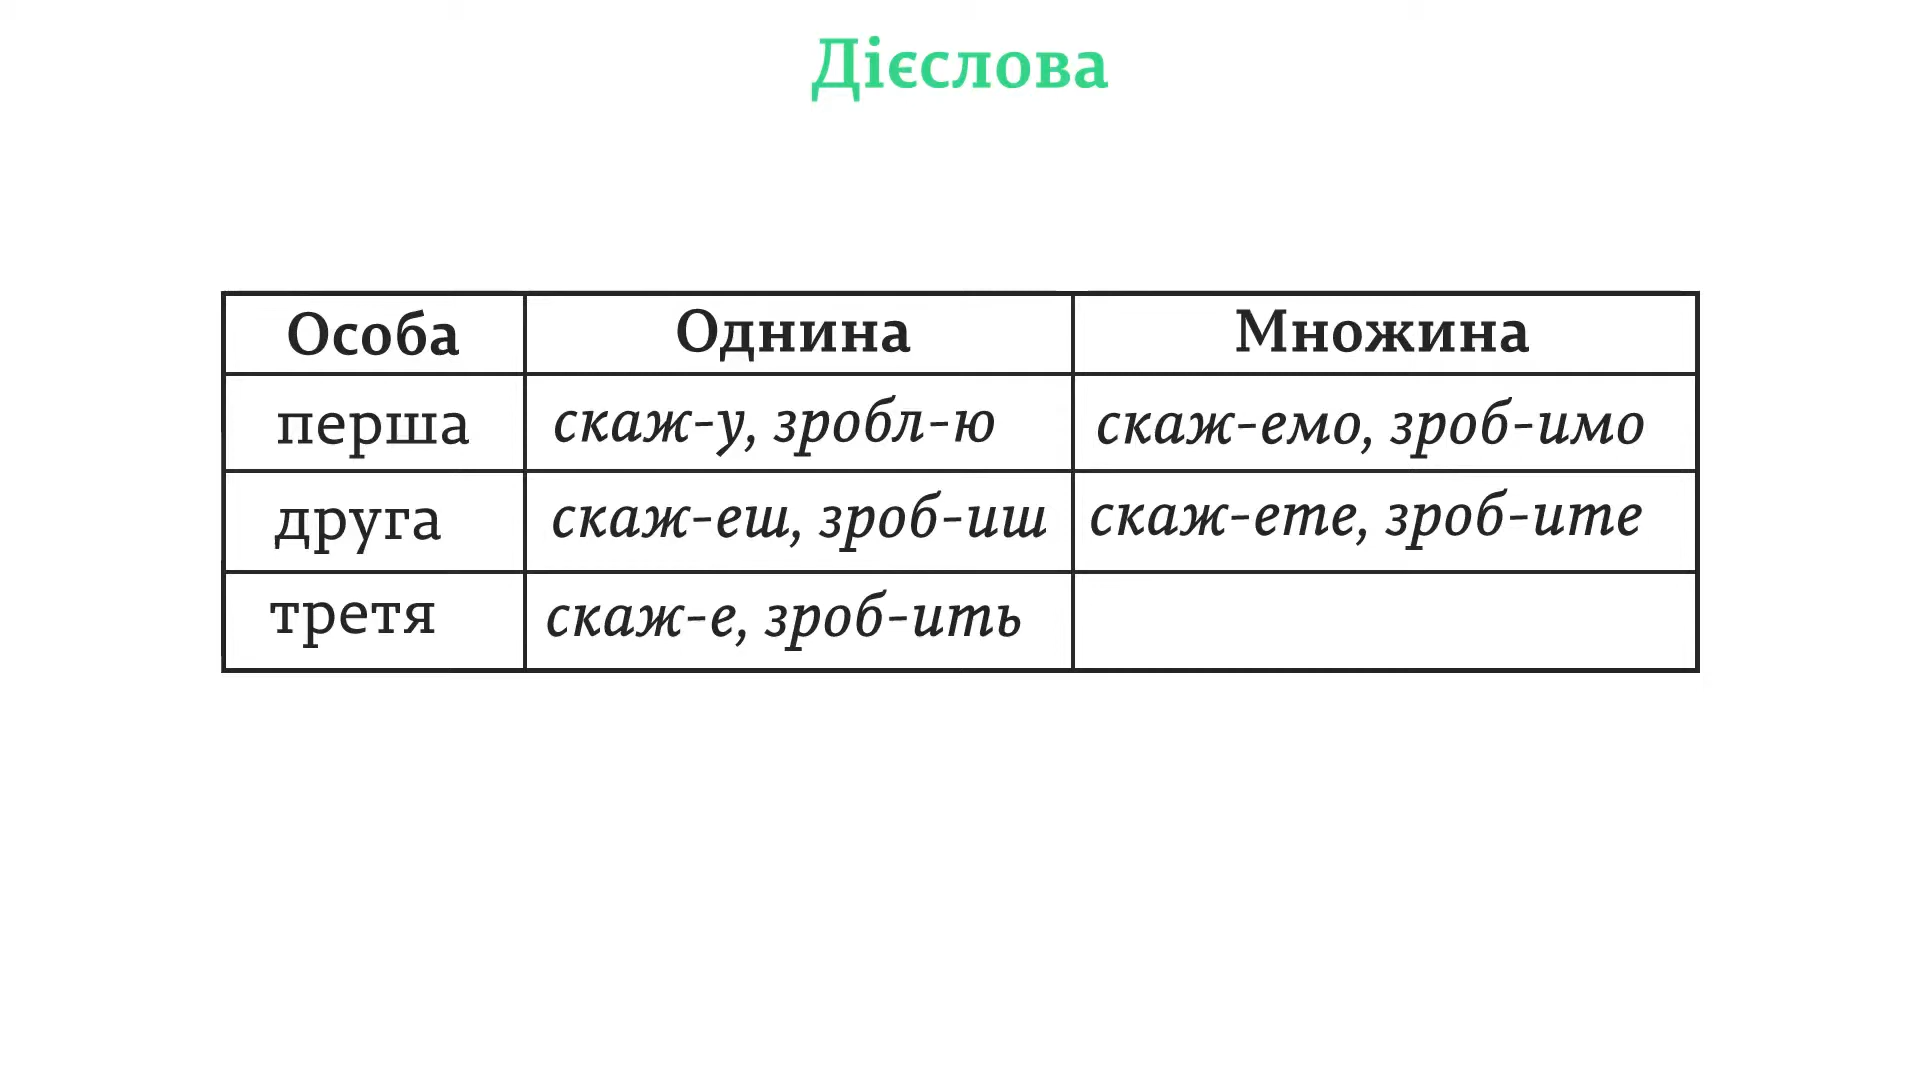 Дієслова
Особа Однина Множина
перша скаж-у, зробл-ю скаж-емо, зроб-имо
друга скаж-еш, зроб-иш скаж-ете, зроб-ите
третя скаж-е, зроб-ить